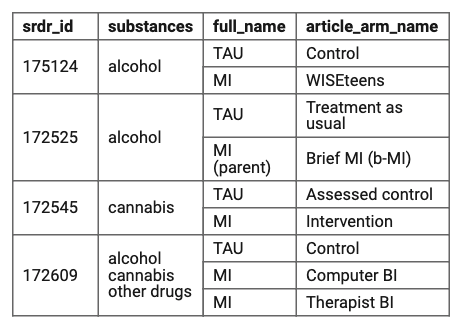 srdr_id substances full_name article_arm_name
175124 alcohol TAU Control
MI WISEteens
172525 alcohol TAU Treatment as
usual
MI
(parent) Brief MI (b-MI)
172545 cannabis TAU Assessed control
MI Intervention
172609 alcohol
cannabis
other drugs TAU Control
MI Computer BI
MI Therapist BI